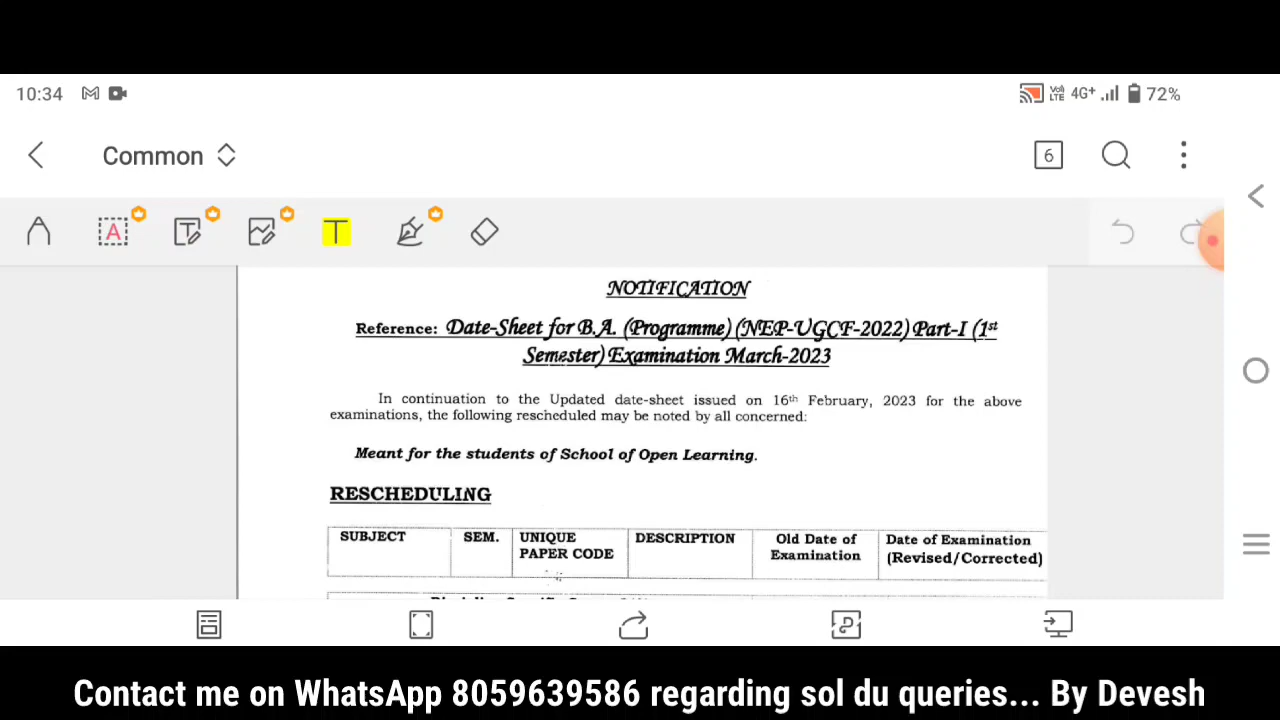 10:34
Vo) LTE 4G+ 72%
Common
6
A T T
NOTIFICATION
Reference: Date-Sheet for B.A. (Programme) (NEP-UGCF-2022) Part-I (1st
Semester) Examination March-2023
In continuation to the Updated date-sheet issued on 16th February, 2023 for the above
examinations, the following rescheduled may be noted by all concerned:
Meant for the students of School of Open Learning.
RESCHEDULING
SUBJECT SEM. UNIQUE DESCRIPTION Old Date of Date of Examination
PAPER CODE Examination (Revised/Corrected)
Contact me on WhatsApp 8059639586 regarding sol du queries... By Devesh